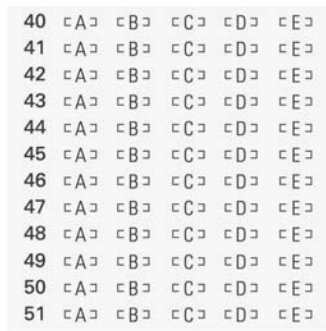 40 [A] [B] [C] [D] [E]
41 [A] [B] [C] [D] [E]
42 [A] [B] [C] [D] [E]
43 [A] [B] [C] [D] [E]
44 [A] [B] [C] [D] [E]
45 [A] [B] [C] [D] [E]
46 [A] [B] [C] [D] [E]
47 [A] [B] [C] [D] [E]
48 [A] [B] [C] [D] [E]
49 [A] [B] [C] [D] [E]
50 [A] [B] [C] [D] [E]
51 [A] [B] [C] [D] [E]